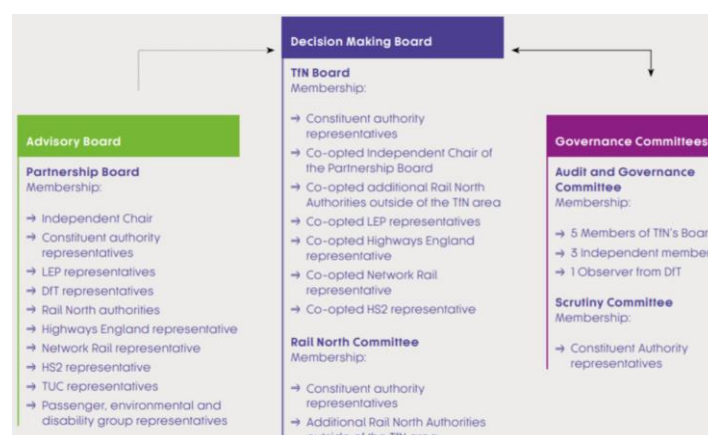 Decision Making Board
TfN Board
Membership:
→ Constituent authority
representatives
→ Co-opted Independent Chair of
the Partnership Board
→ Co-opted additional Rail North
Authorities outside of the TfN area
→ Co-opted LEP representatives
→ Co-opted Highways England
representative
→ Co-opted Network Rail
representative
→ Co-opted HS2 representative
Rail North Committee
Membership:
→ Constituent authority
representatives
→ Additional Rail North Authorities
outside of the TfN area
Advisory Board
Partnership Board
Membership:
→ Independent Chair
→ Constituent authority
representatives
→ LEP representatives
→ DfT representatives
→ Rail North authorities
→ Highways England representative
→ Network Rail representative
→ HS2 representative
→ TUC representatives
→ Passenger, environmental and
disability group representatives
Governance Committees
Audit and Governance
Committee
Membership:
→ 5 Members of TfN's
→ 3 Independent
→ 1 Observer from DfT
Scrutiny Committee
Membership:
→ Constituent Authority
representatives